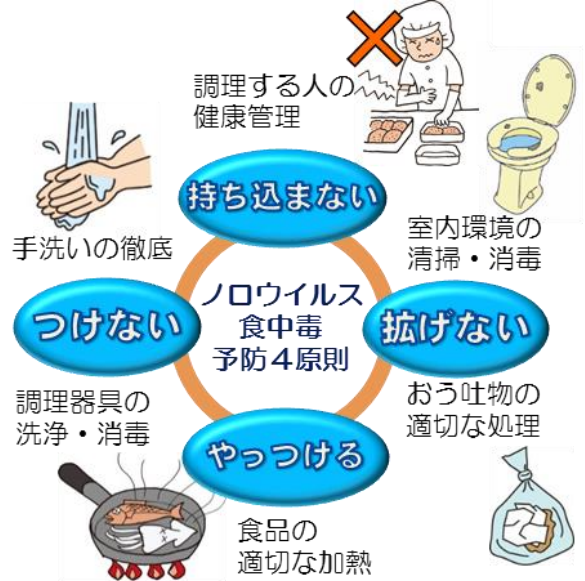 調理する人の
健康管理
持ち込まない
手洗いの徹底
室内環境の
清掃・消毒
ノロウイルス
食中毒
予防4原則
つけない
拡げない
調理器具の
洗浄・消毒
おう吐物の
適切な処理
やっつける
食品の
適切な加熱